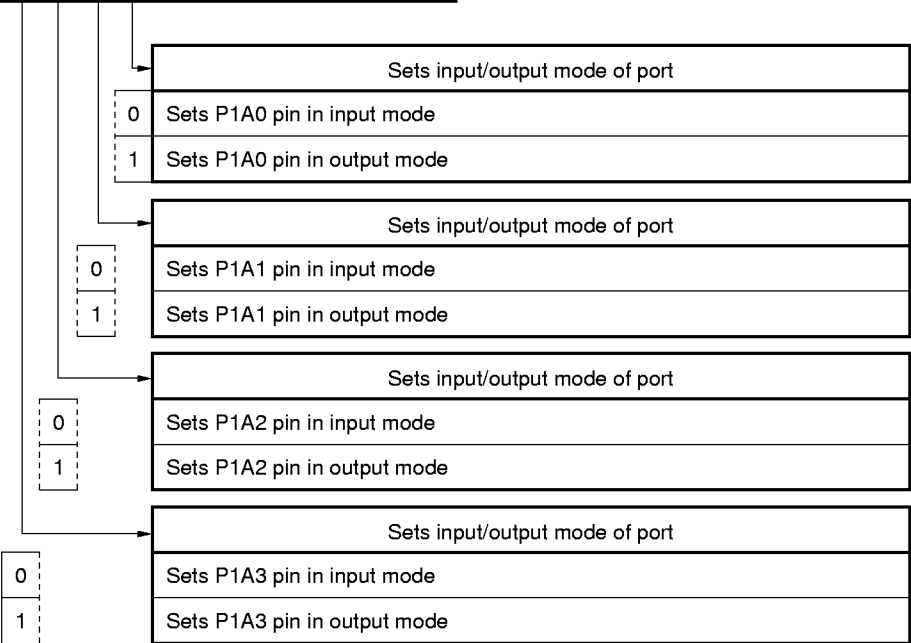 Sets input/output mode of port
0 Sets P1A0 pin in input mode
1 Sets P1A0 pin in output mode
Sets input/output mode of port
0 Sets P1A1 pin in input mode
1 Sets P1A1 pin in output mode
Sets input/output mode of port
0 Sets P1A2 pin in input mode
1 Sets P1A2 pin in output mode
Sets input/output mode of port
0 Sets P1A3 pin in input mode
1 Sets P1A3 pin in output mode